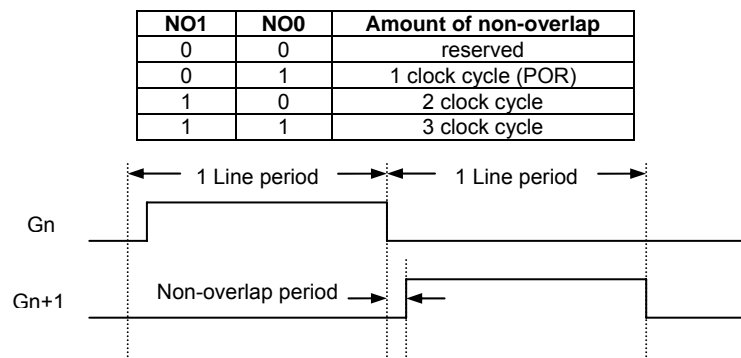 NO1 NO0 Amount of non-overlap
0 0 reserved
0 1 1 clock cycle (POR)
1 0 2 clock cycle
1 1 3 clock cycle
1 Line period 1 Line period
Gn
Non-overlap period
Gn+1